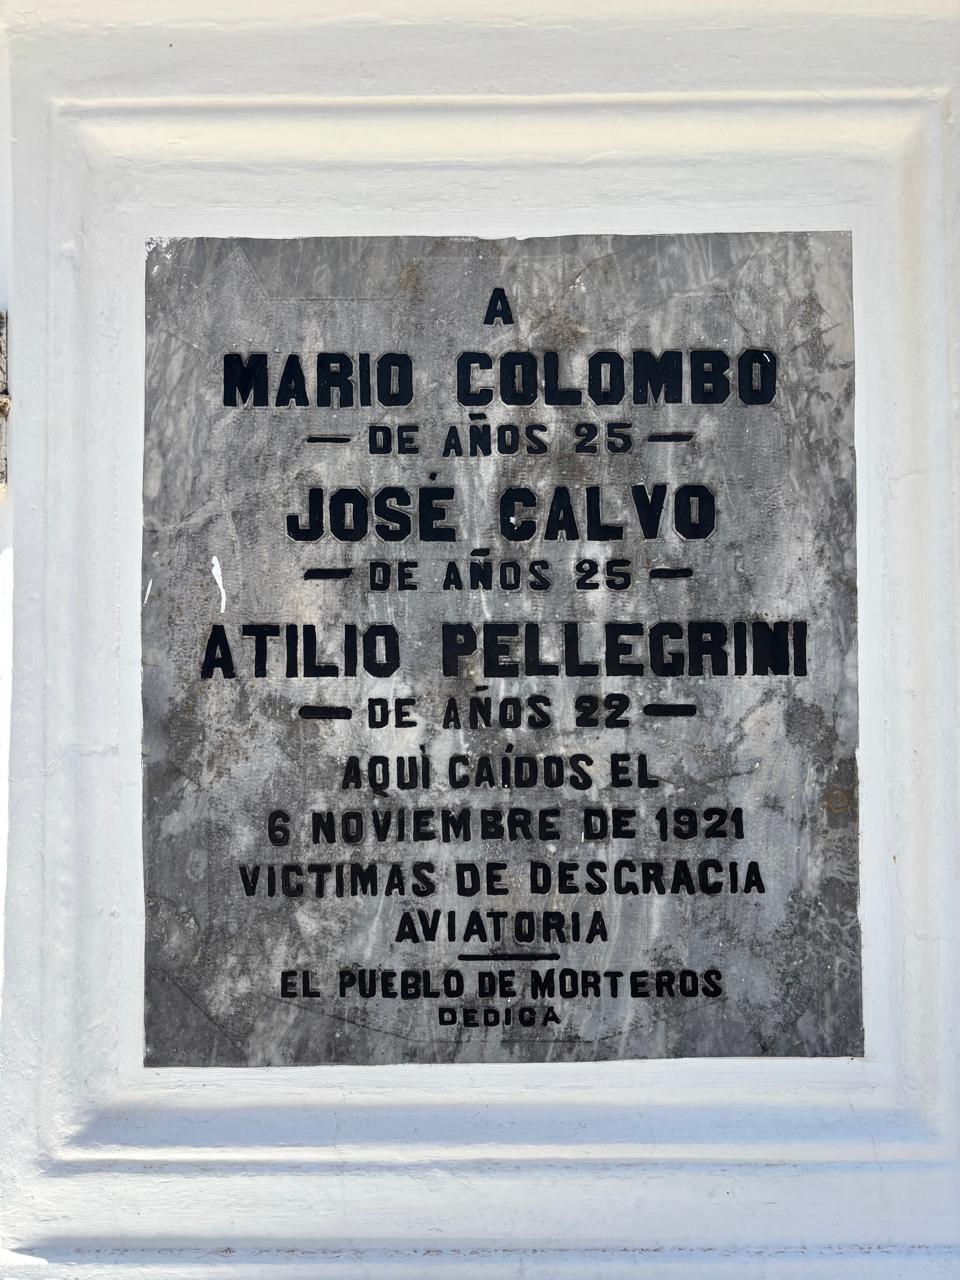 A
MARIO COLOMBO
— DE AÑOS 25 —
JOSÉ CALVO
— DE AÑOS 25 —
ATILIO PELLEGRINI
— DE AÑOS 22 —
AQUÌ CAÍDOS EL
6 NOVIEMBRE DE 1921
VICTIMAS DE DESGRACIA
AVIATORIA
EL PUEBLO DE MORTEROS
DEDICA